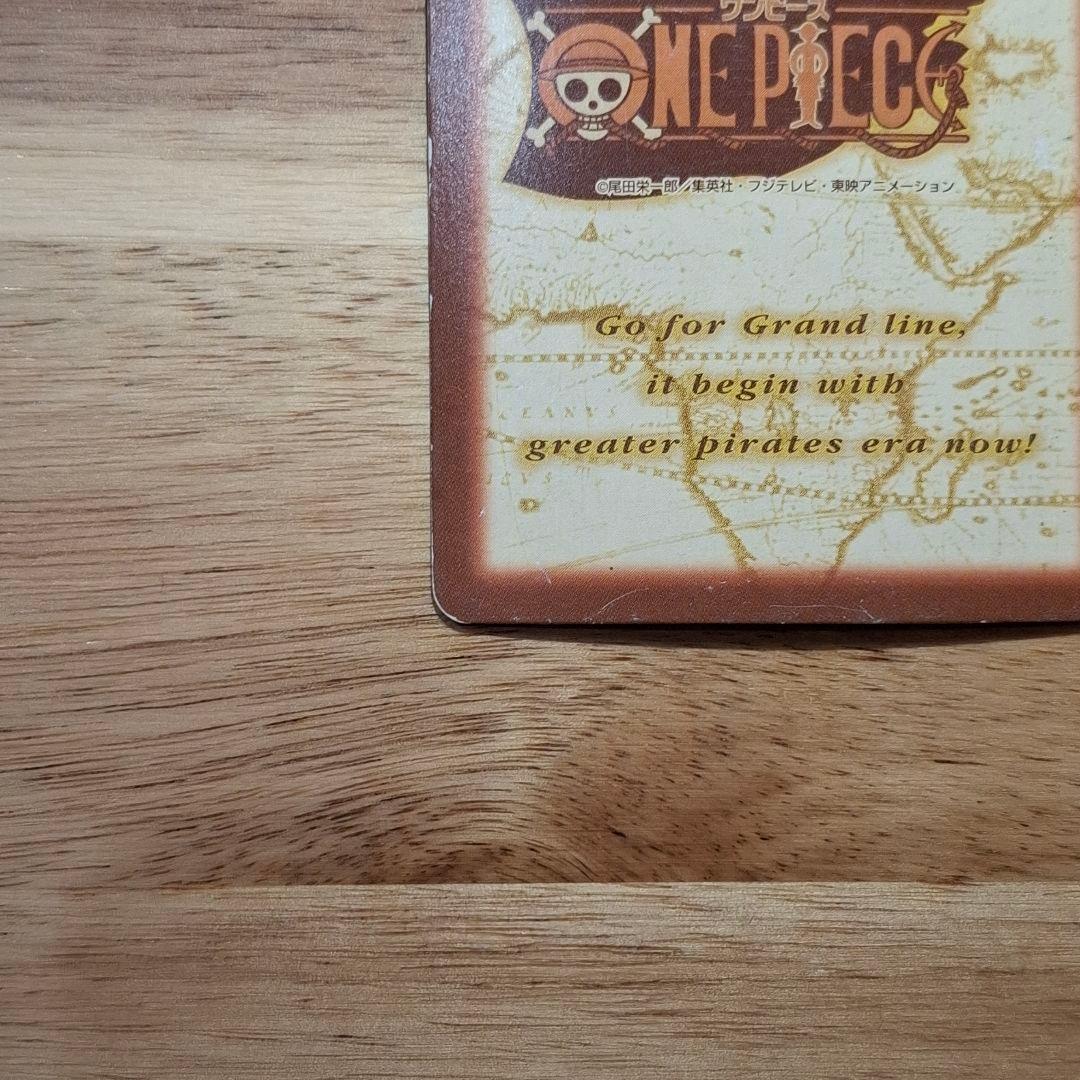 ワンピース
ONE PIECE
©尾田栄一郎／集英社・フジテレビ・東映アニメーション
Go for Grand line,
it begin with
CEANVS
greater pirates era now!